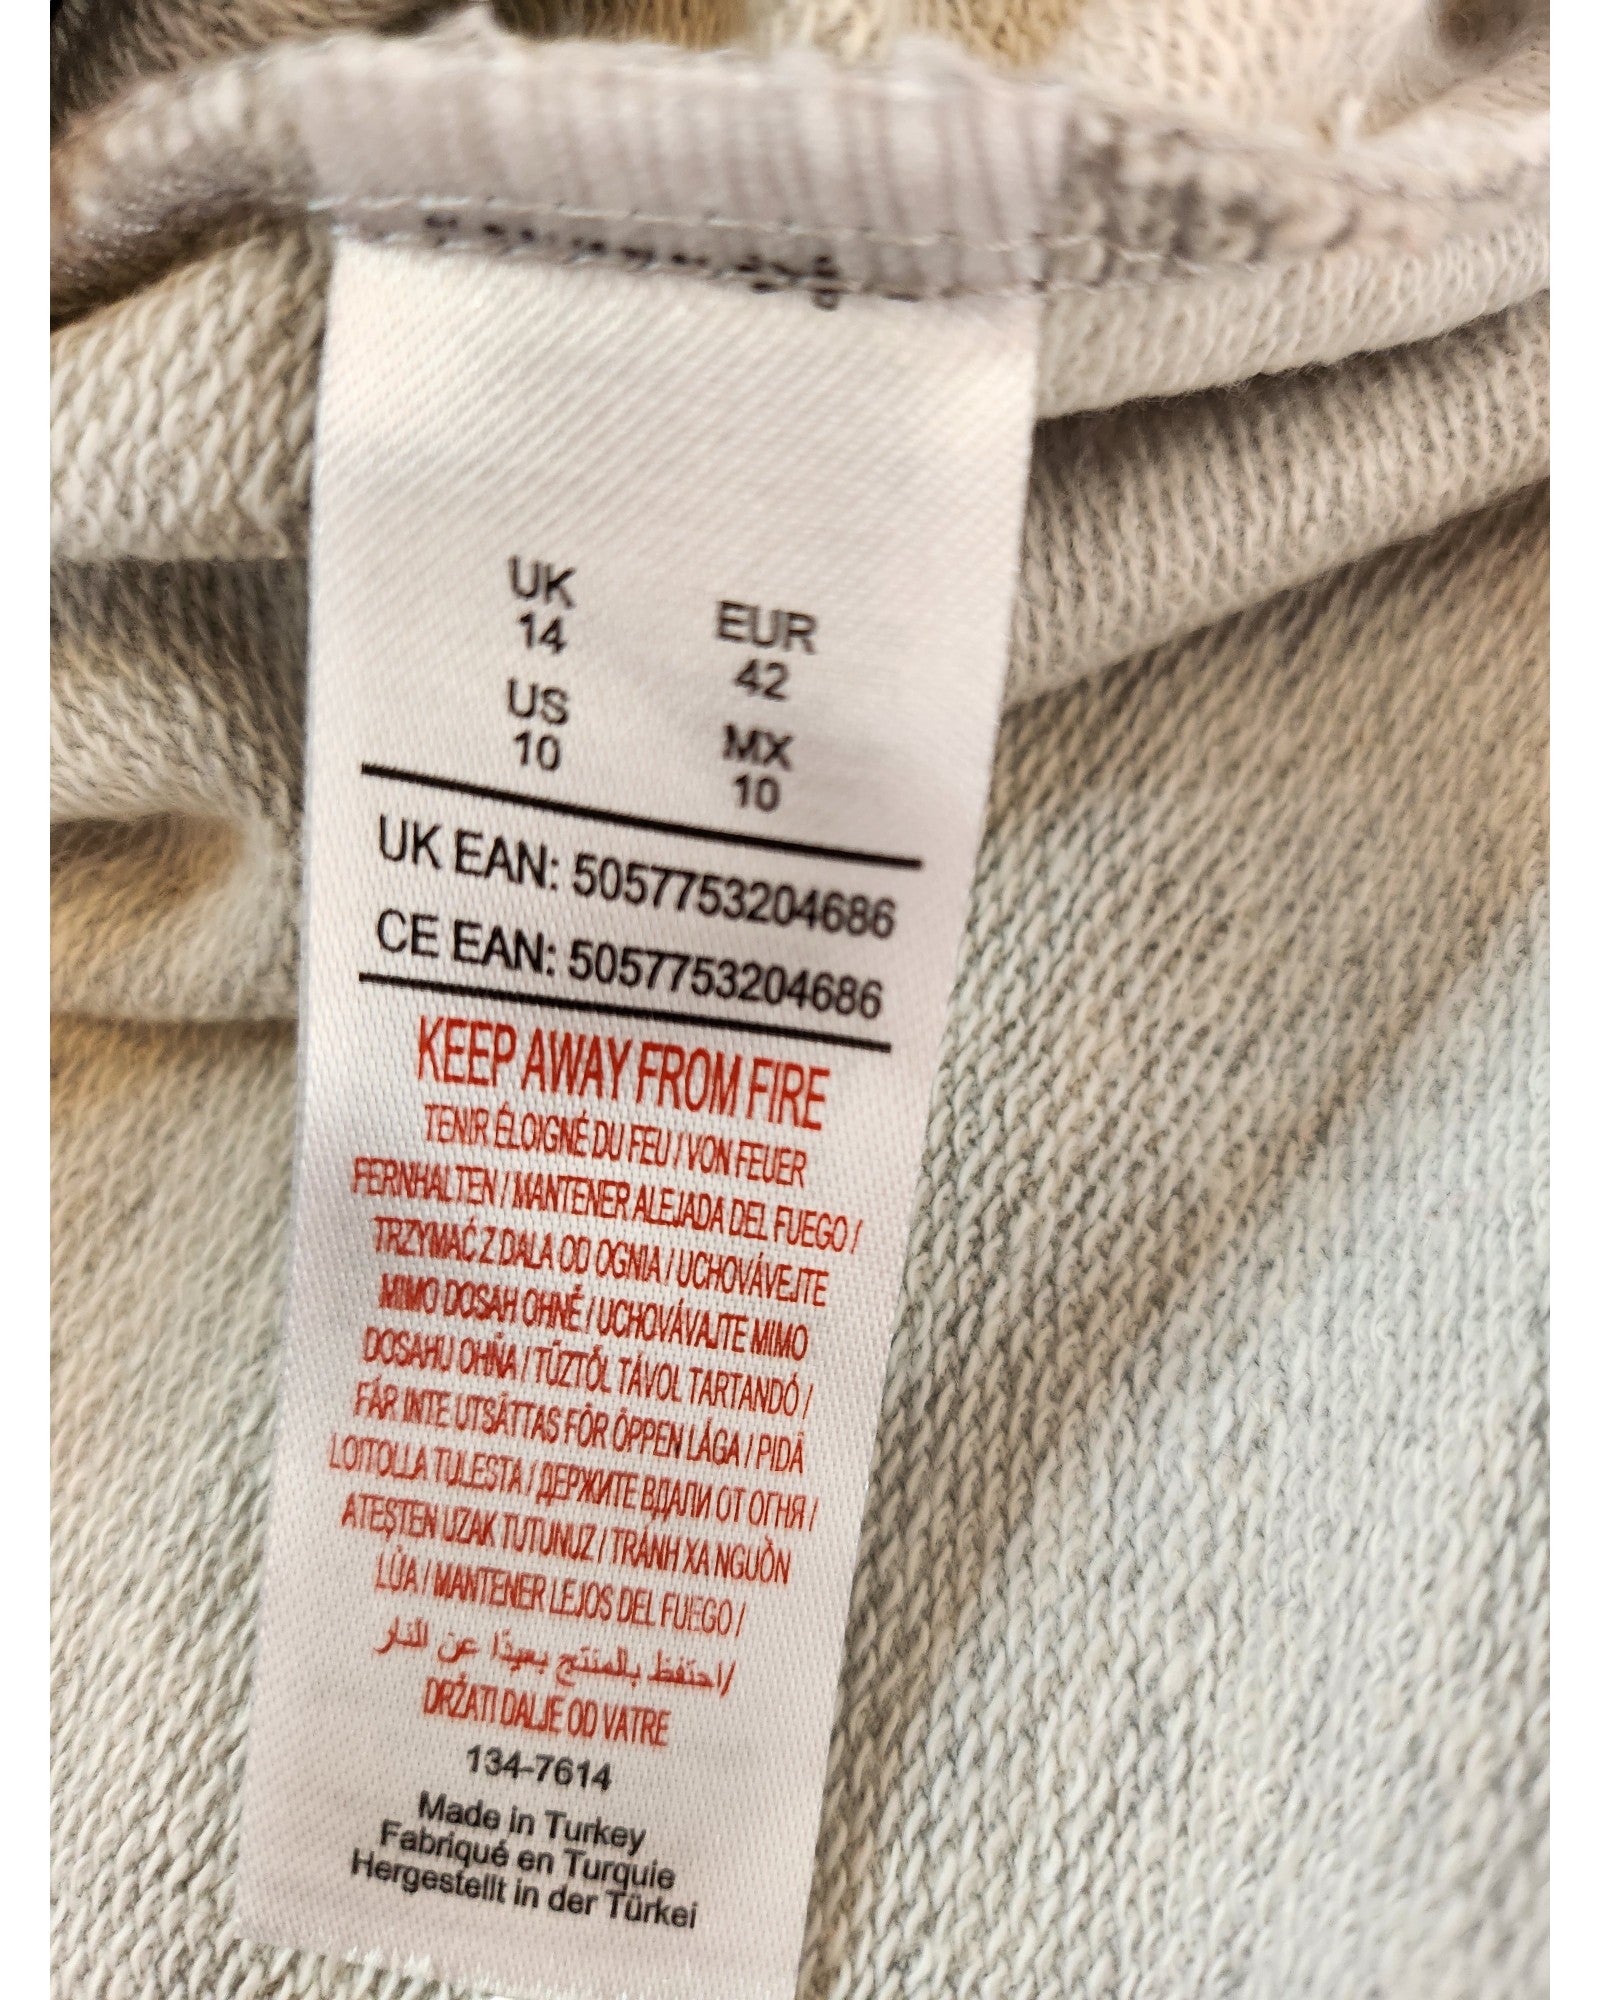 UK
14
EUR
42
US
10
MX
10
UK EAN: 5057753204686
CE EAN: 5057753204686
KEEP AWAY FROM FIRE
TENIR ÉLOIGNÉ DU FEU / VON FEUER
FERNHALTEN / MANTENER ALEJADA DEL FUEGO /
TRZYMAĆ Z DALA OD OGNIA / UCHOVÁVEJTE
MIMO DOSAH OHNĚ / UCHOVÁVAJTE MIMO
DOSAHU OHŇA / TŰZTŐL TÁVOL TARTANDÓ /
FÅR INTE UTSÄTTAS FÖR ÖPPEN LÅGA / PIDÄ
LOITOLLA TULESTA / ДЕРЖИТЕ ВДАЛИ ОТ ОГНЯ /
ATEŞTEN UZAK TUTUNUZ / TRÁNH XA NGUỒN
LỬA / MANTENER LEJOS DEL FUEGO /
/احتفظ بالمنتج بعيدًا عن النار
DRŽATI DALJE OD VATRE
134-7614
Made in Turkey
Fabriqué en Turquie
Hergestellt in der Türkei